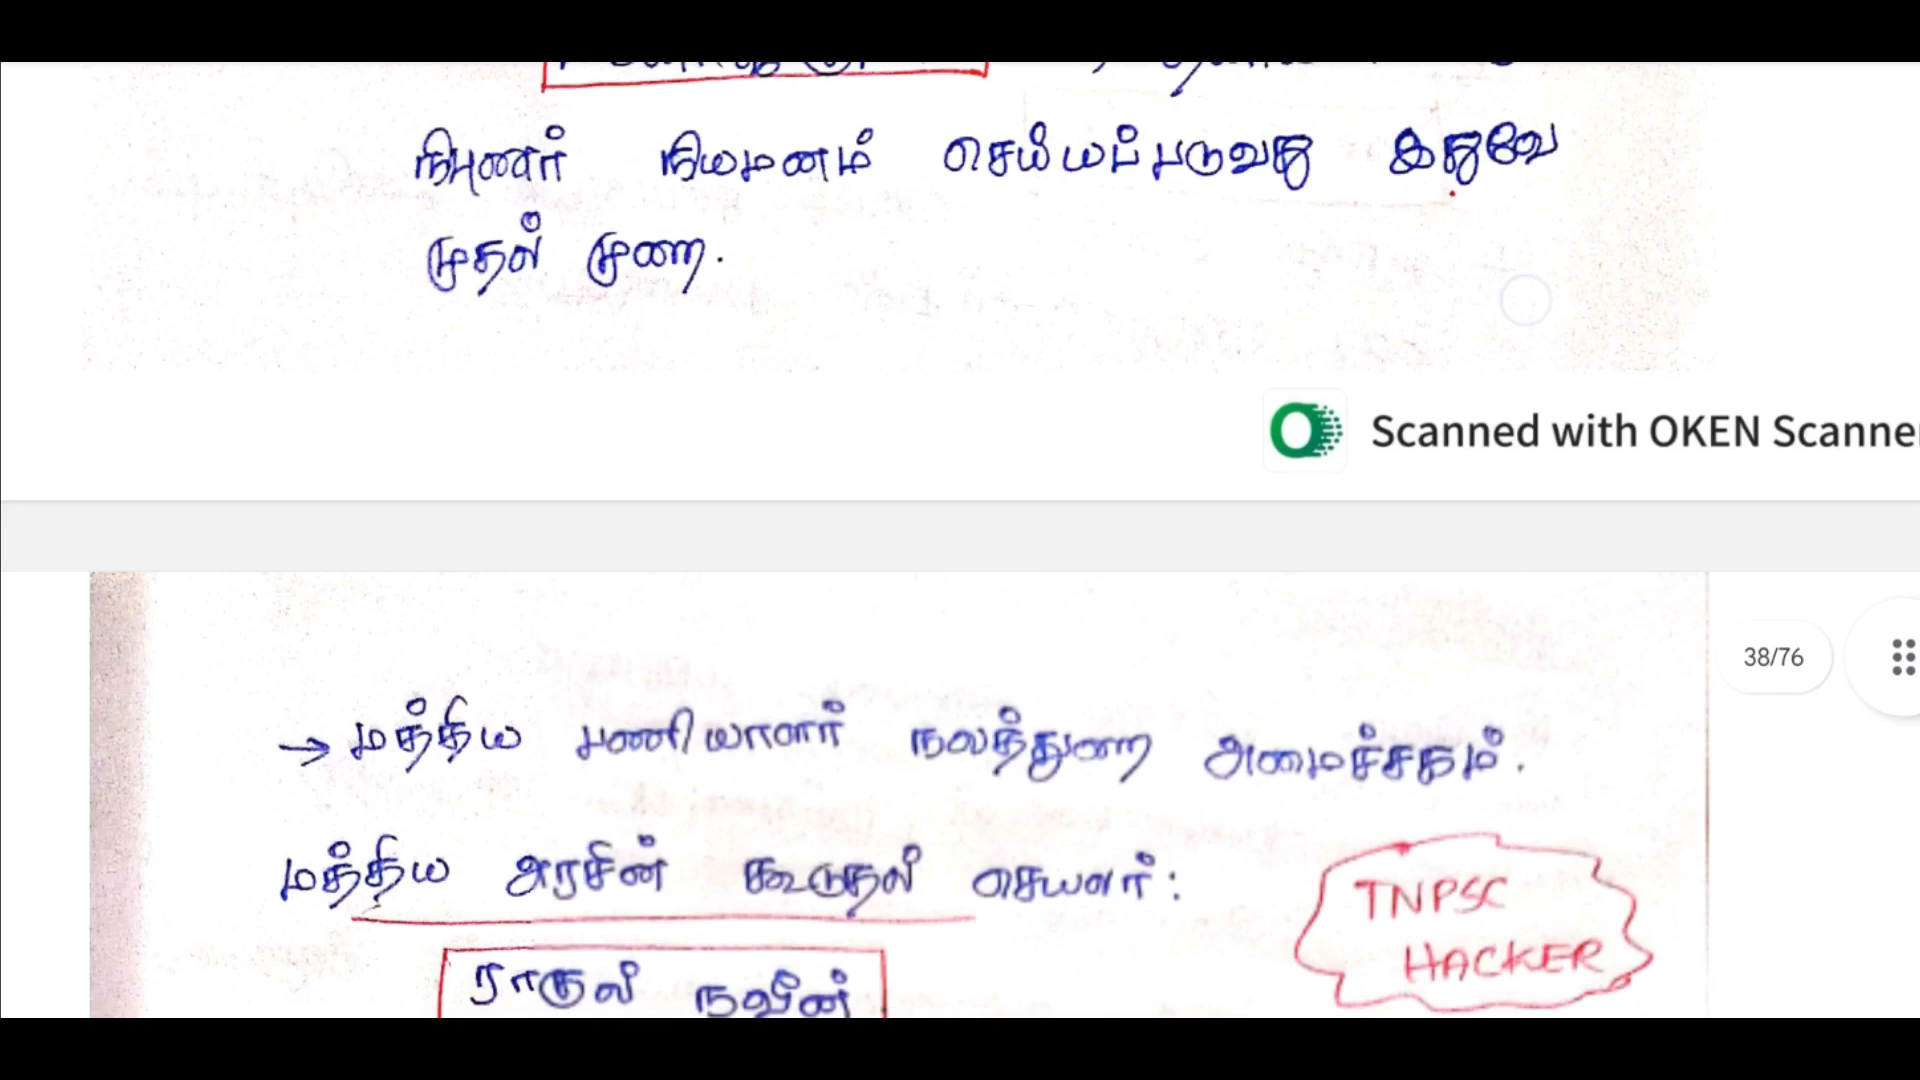 நிபுணர் நியமனம் செய்யப்படுவது இதுவே
முதல் முறை.
Scanned with OKEN Scanne
38/76
→ மத்திய பணியாளர் நலத்துறை அமைச்சகம்.
மத்திய அரசின் கூடுதல் செயலர் :
TNPSC
HACKER
ராகுல் நவீன்